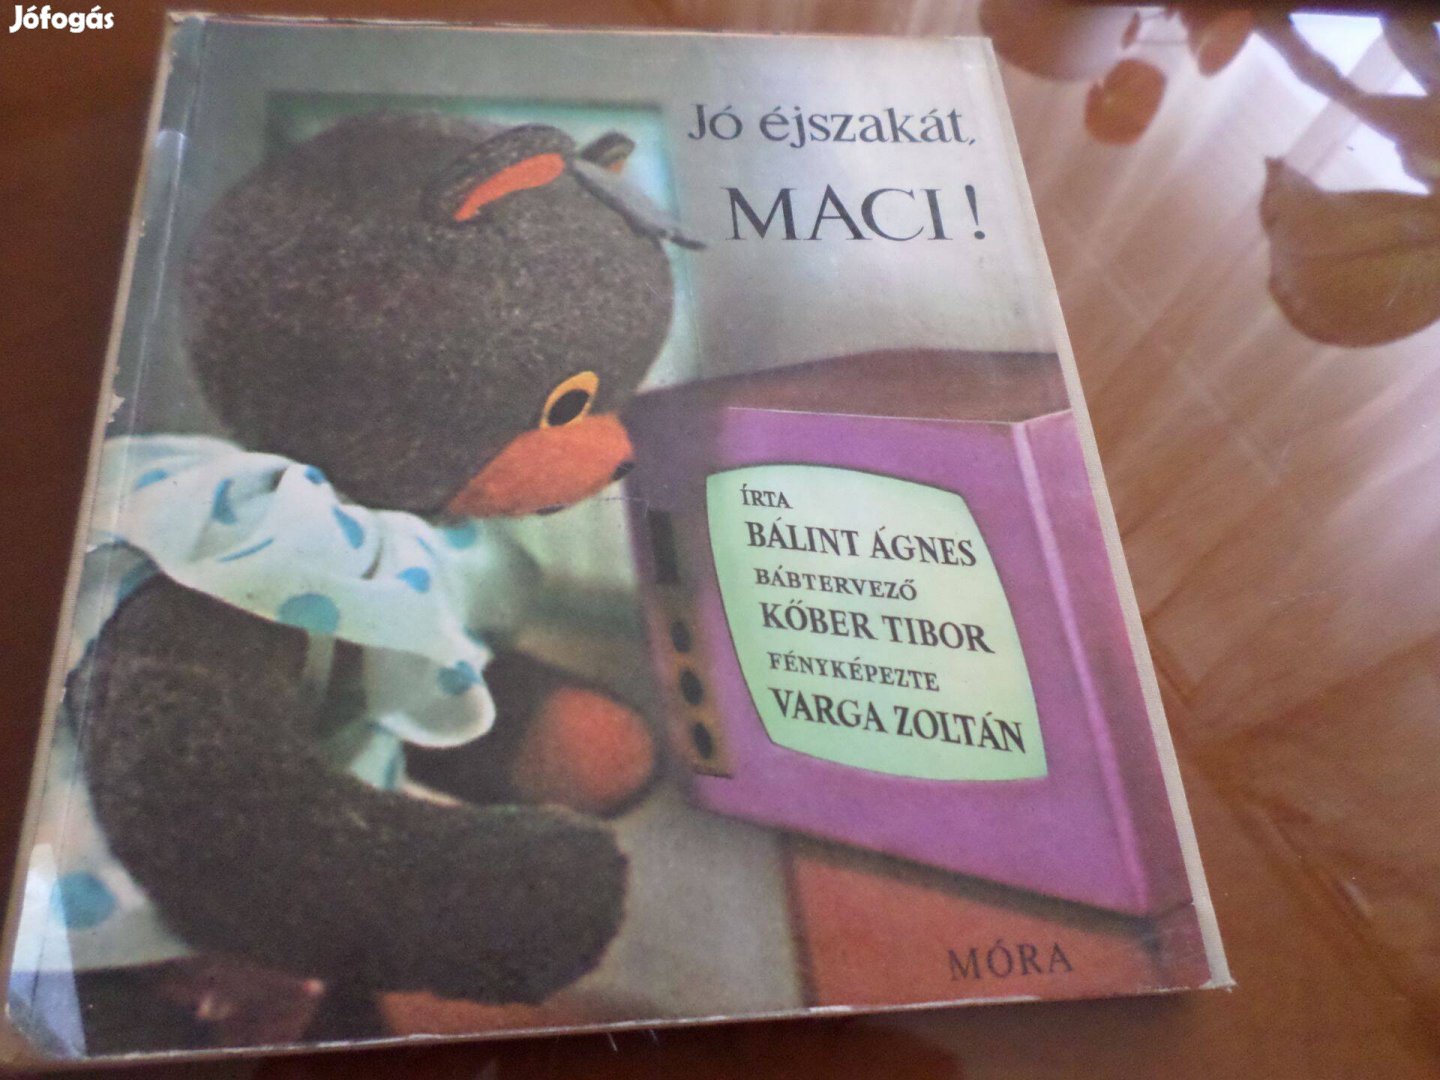 Jófogás
Jó éjszakát,
MACI!
ÍRTA
BÁLINT ÁGNES
BÁBTERVEZŐ
KŐBER TIBOR
FÉNYKÉPEZTE
VARGA ZOLTÁN
MÓRA